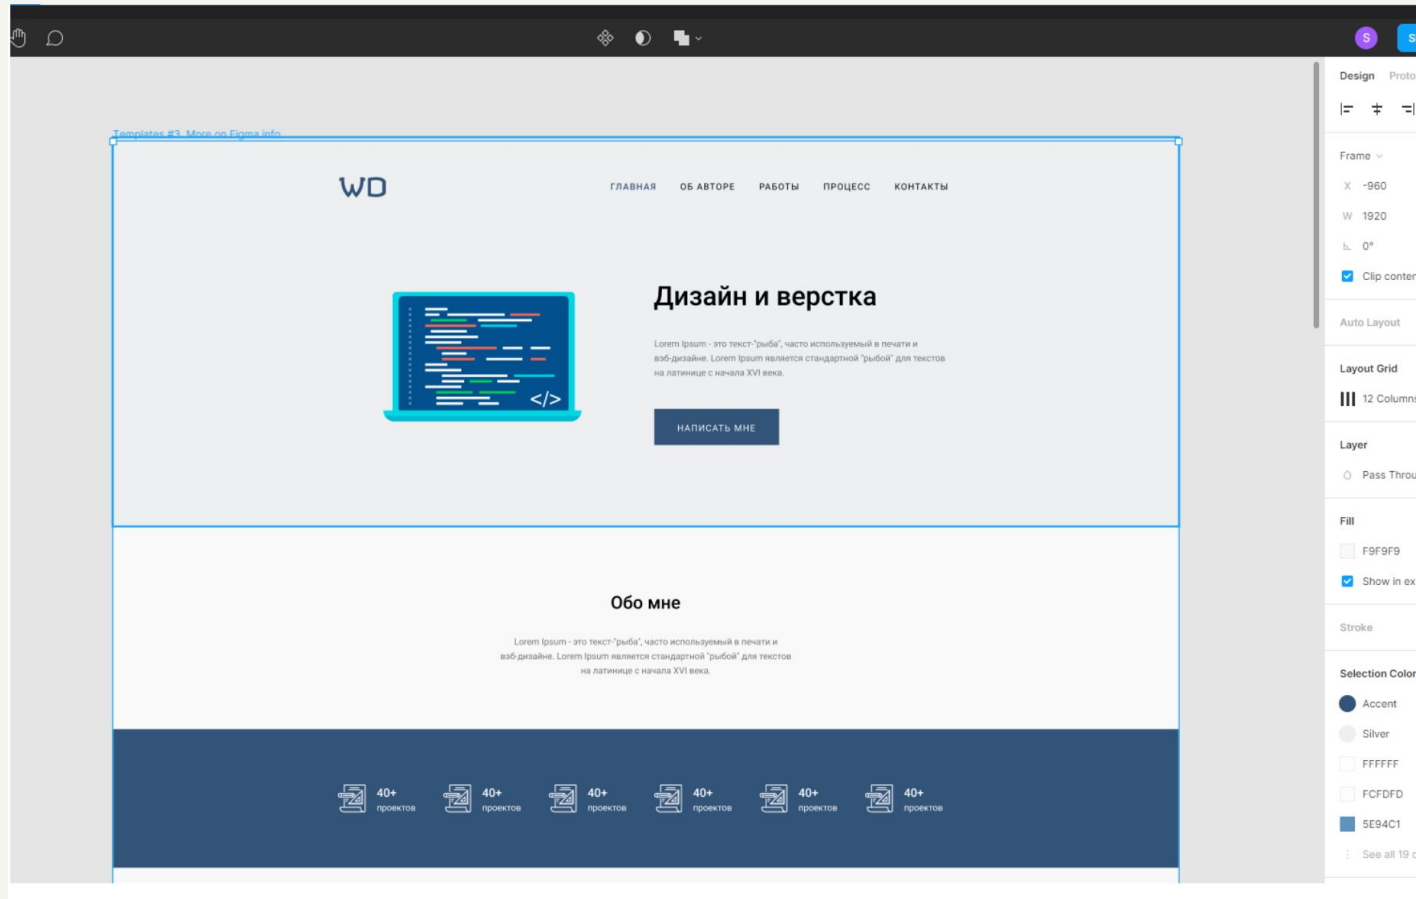 S
S
Design Proto
Templates #3. More on Figma info
WD
ГЛАВНАЯ ОБ АВТОРЕ РАБОТЫ ПРОЦЕСС КОНТАКТЫ
Дизайн и верстка
Lorem Ipsum - это текст-"рыба", часто используемый в печати и
вэб-дизайне. Lorem Ipsum является стандартной "рыбой" для текстов
на латинице с начала XVI века.
</>
НАПИСАТЬ МНЕ
Обо мне
Lorem Ipsum - это текст-"рыба", часто используемый в печати и
вэб-дизайне. Lorem Ipsum является стандартной "рыбой" для текстов
на латинице с начала XVI века.
40+ 40+ 40+ 40+ 40+ 40+
проектов проектов проектов проектов проектов проектов
Frame
X -960
W 1920
0°
Clip conten
Auto Layout
Layout Grid
12 Columns
Layer
Pass Throu
Fill
F9F9F9
Show in ex
Stroke
Selection Color
Accent
Silver
FFFFFF
FCFDFD
5E94C1
See all 19 c